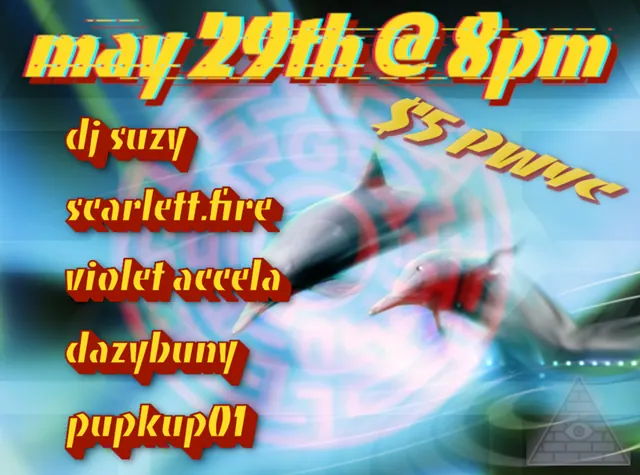 may 29th @ 8pm
$5 pwyc
dj suzy
scarlett.fire
violet accela
dazybuny
pupkup01